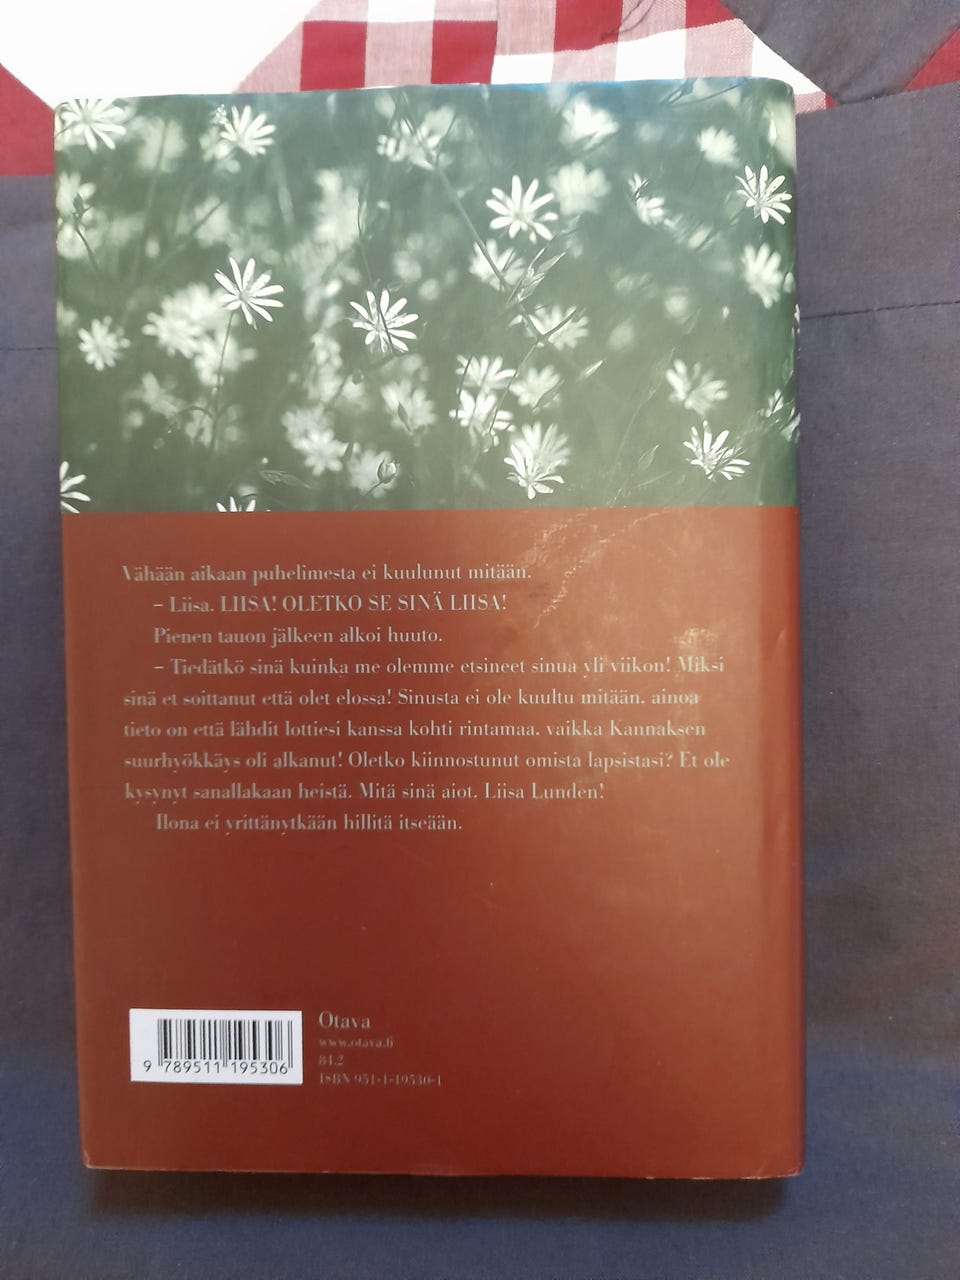 Vähään aikaan puhelimesta ei kuulunut mitään.
– Liisa. LIISA! OLETKO SE SINÄ LIISA!
Pienen tauon jälkeen alkoi huuto.
– Tiedätkö sinä kuinka me olemme etsineet sinua yli viikon! Miksi
sinä et soittanut että olet elossa! Sinusta ei ole kuultu mitään, ainoa
tieto on että lähdit lottiesi kanssa kohti rintamaa, vaikka Kannaksen
suurhyökkäys oli alkanut! Oletko kiinnostunut omista lapsistasi? Et ole
kysynyt sanallakaan heistä. Mitä sinä aiot, Liisa Lunden!
Ilona ei yrittänytkään hillitä itseään.
Otava
www.otava.fi
84.2
ISBN 951-1-19530-1
9 789511 195306